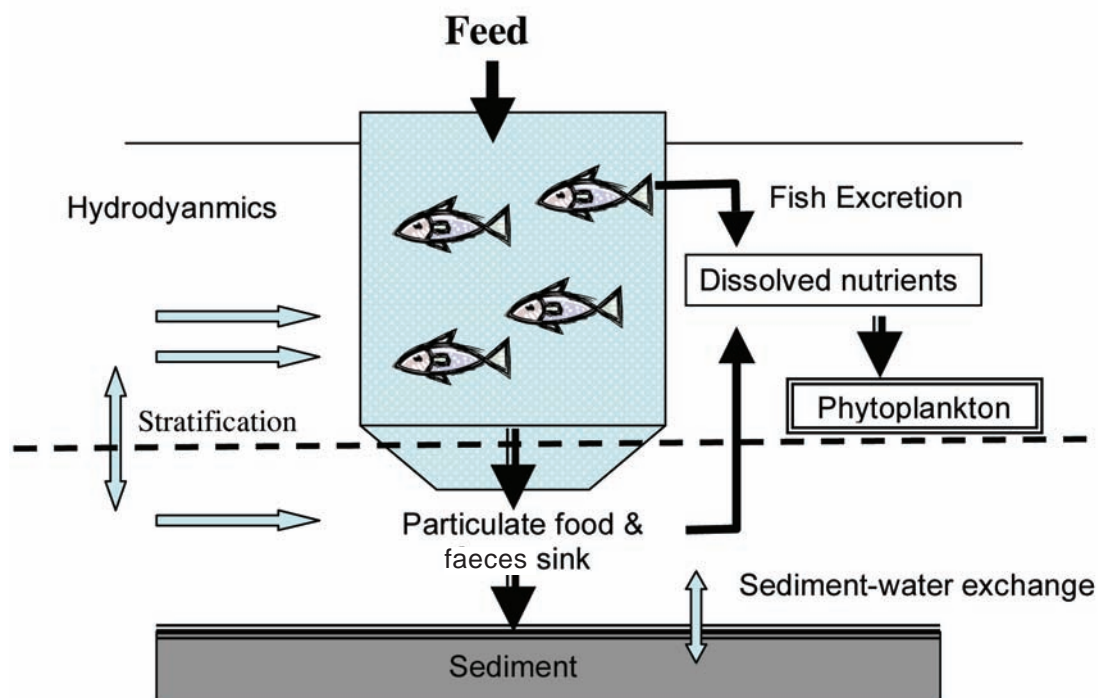 Feed
Hydrodyanmics
Fish Excretion
Dissolved nutrients
Phytoplankton
Stratification
Particulate food &
faeces sink
Sediment-water exchange
Sediment